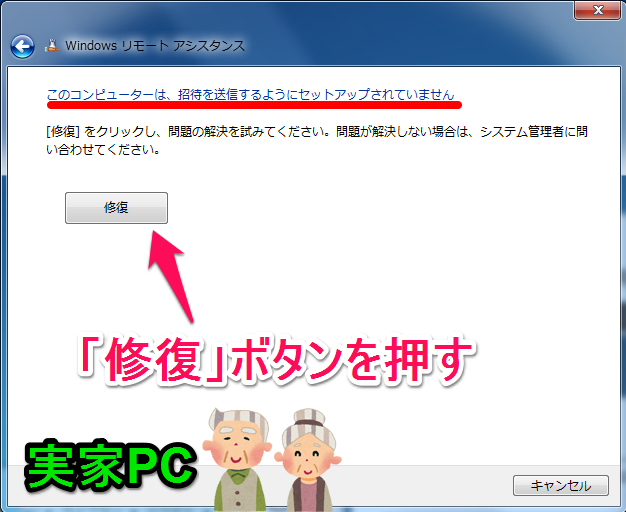 Windows リモート アシスタンス
このコンピューターは、招待を送信するようにセットアップされていません
[修復] をクリックし、問題の解決を試みてください。問題が解決しない場合は、システム管理者に問
い合わせてください。
修復
「修復」ボタンを押す
実家PC
キャンセル